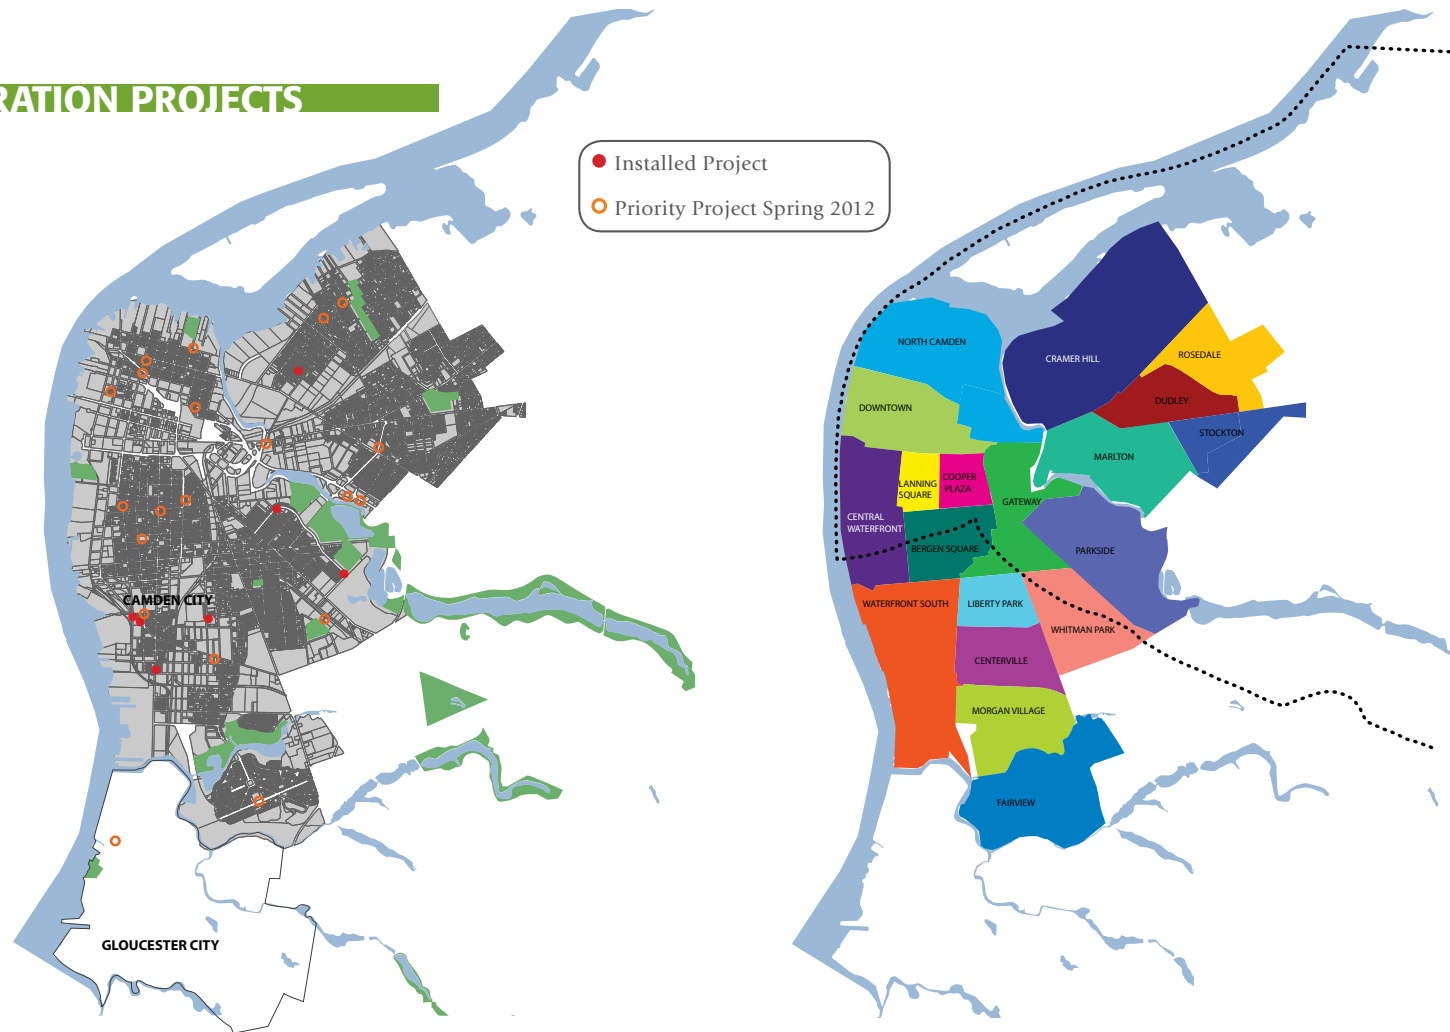 RATION PROJECTS
Installed Project
Priority Project Spring 2012
CAMDEN CITY
GLOUCESTER CITY
NORTH CAMDEN
CRAMER HILL
ROSEDALE
DUDLEY
DOWNTOWN
STOCKTON
MARLTON
LANNING
SQUARE
COOPER
PLAZA
GATEWAY
CENTRAL
WATERFRONT
BERGEN SQUARE
PARKSIDE
WATERFRONT SOUTH
LIBERTY PARK
WHITMAN PARK
CENTERVILLE
MORGAN VILLAGE
FAIRVIEW